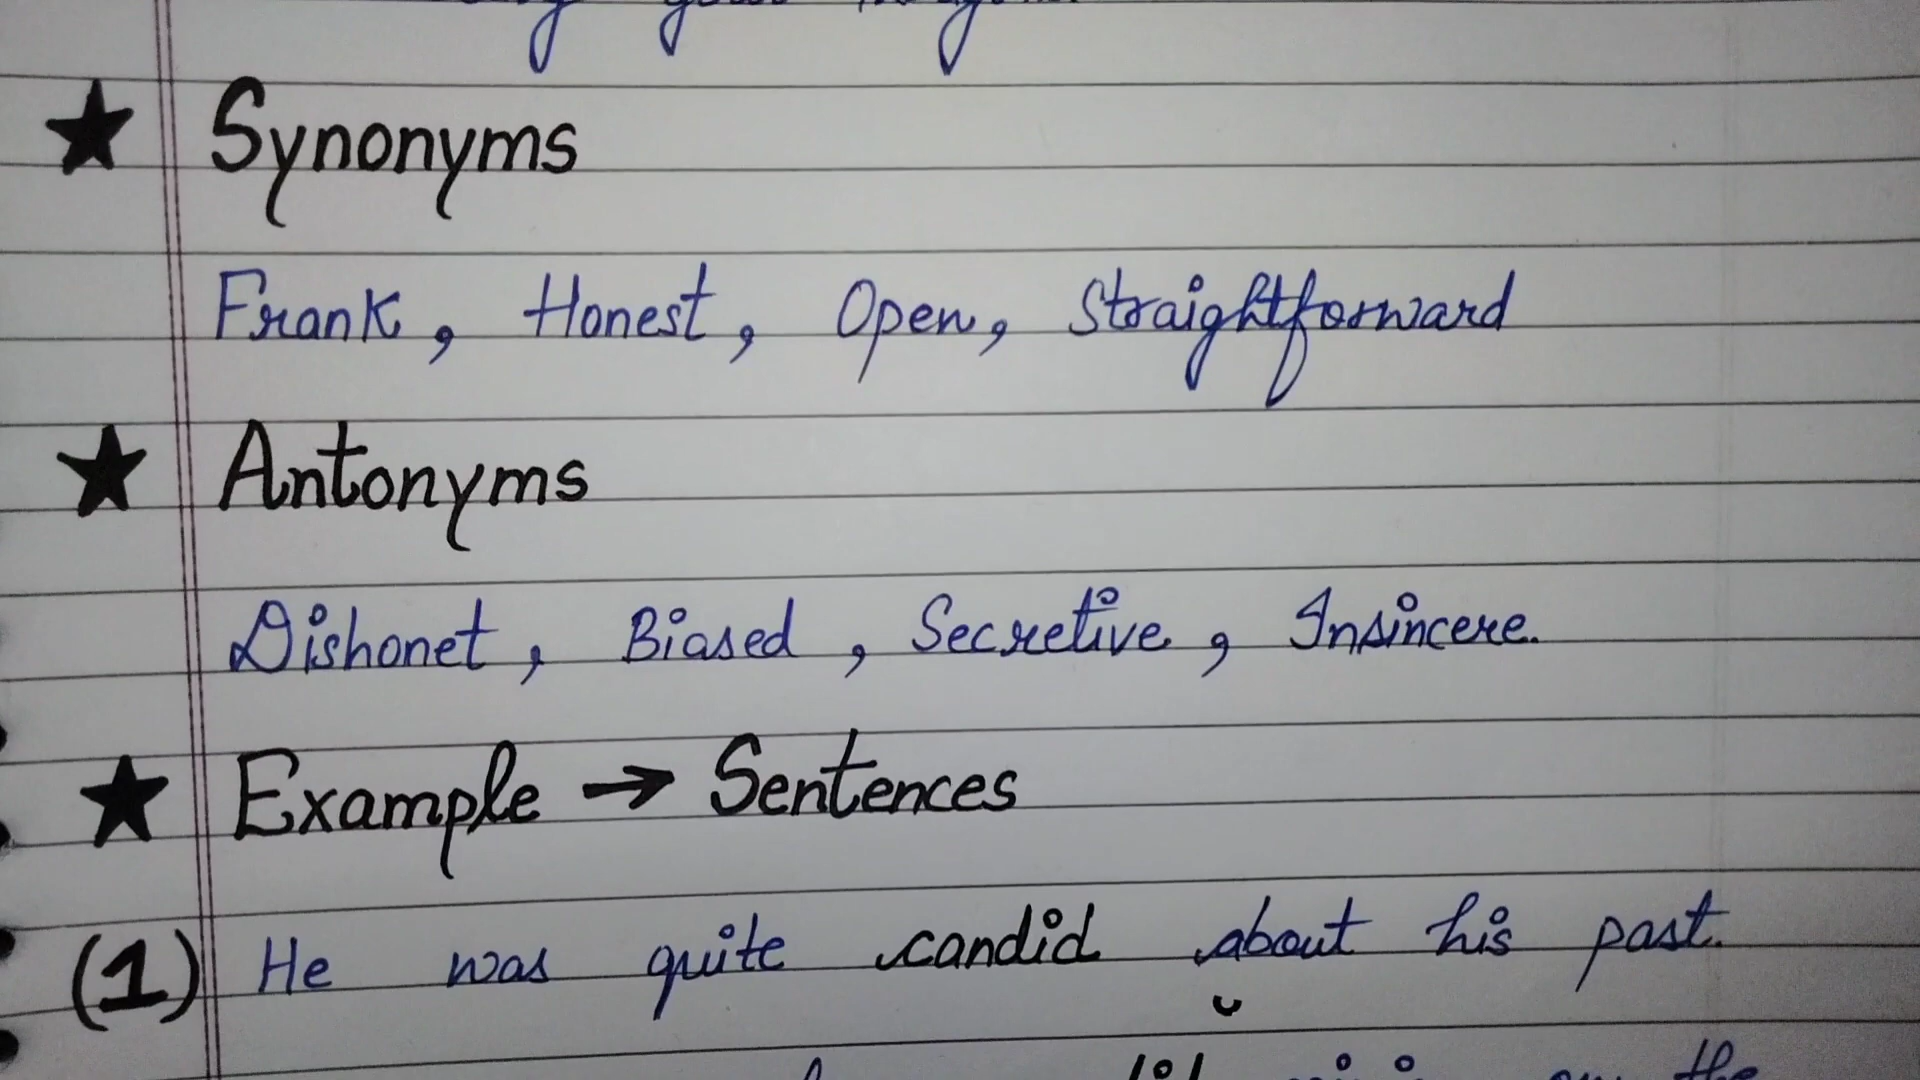 ★ Synonyms
Frank, Honest, Open, Straightforward
★ Antonyms
Dishonet, Biased, Secretive, Insincere.
★ Example → Sentences
(1) He was quite candid about his past.
the